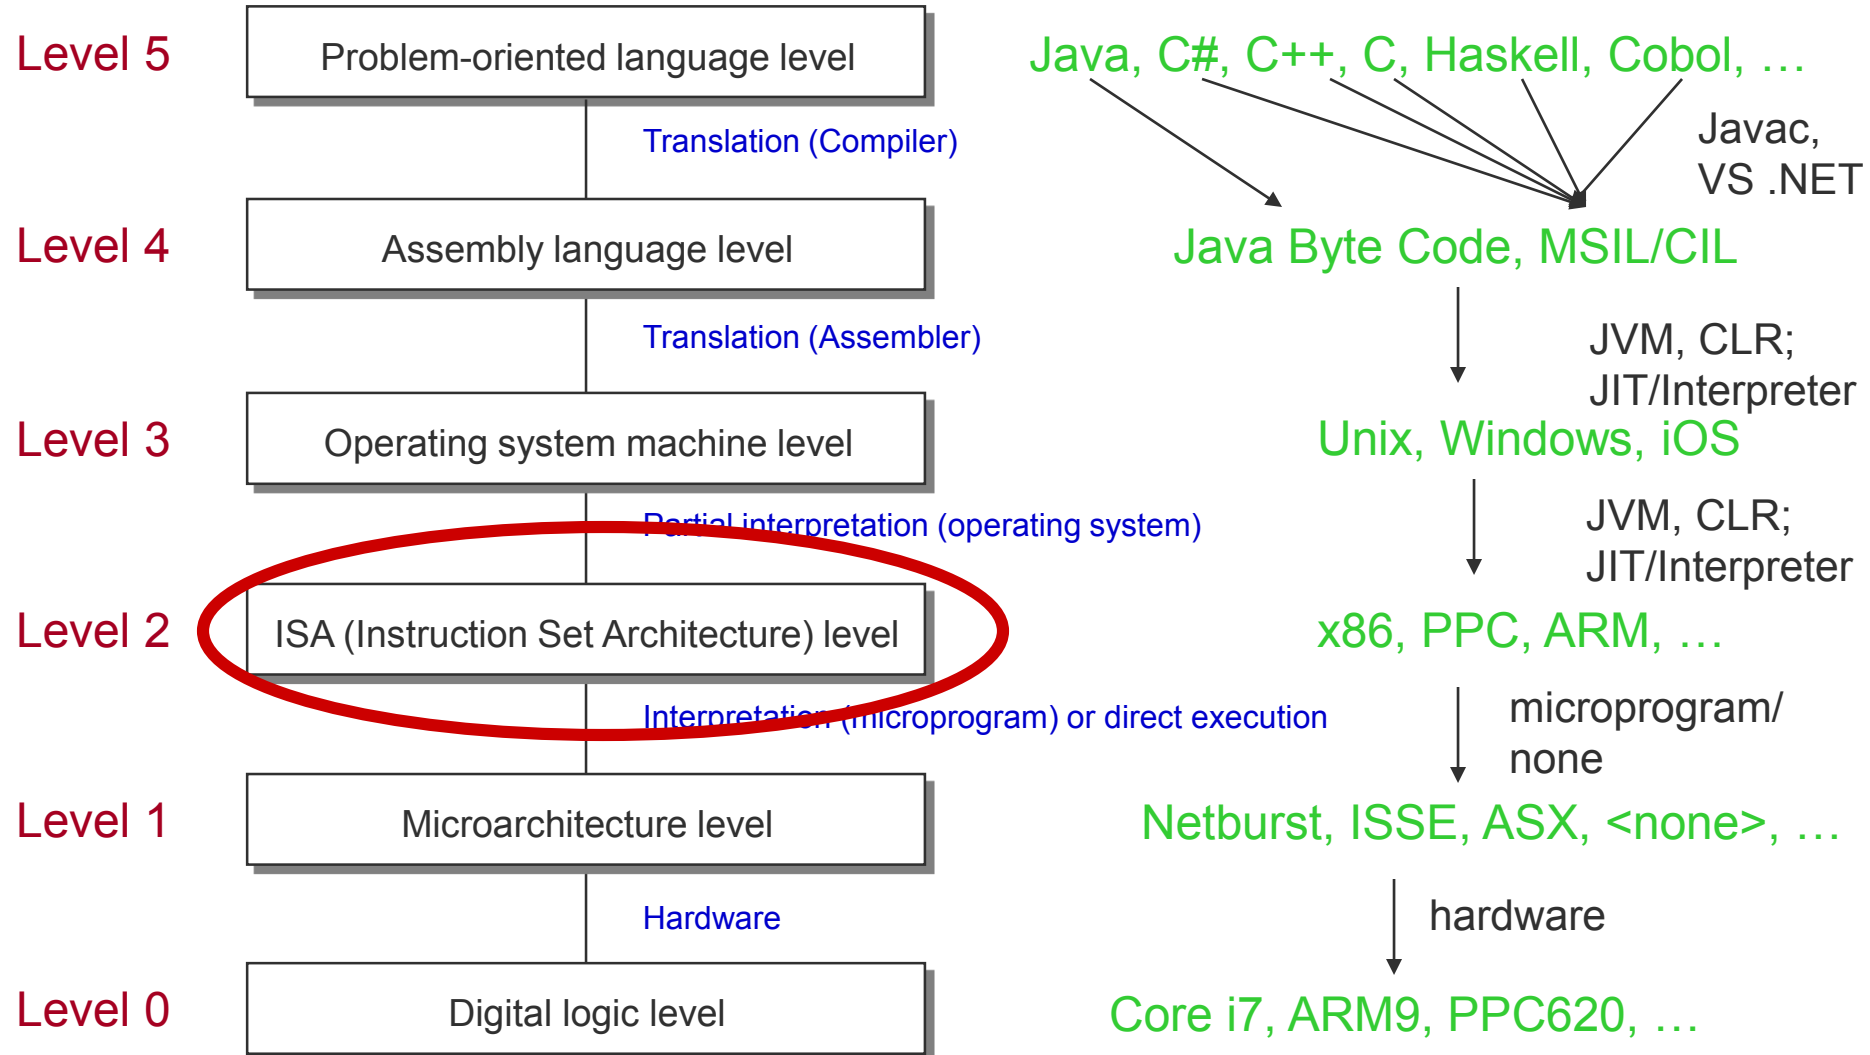 Level 5
Problem-oriented language level
Java, C#, C++, C, Haskell, Cobol, …
Translation (Compiler)
Javac,
VS .NET
Level 4
Assembly language level
Java Byte Code, MSIL/CIL
Translation (Assembler)
JVM, CLR;
JIT/Interpreter
Level 3
Operating system machine level
Unix, Windows, iOS
Partial interpretation (operating system)
JVM, CLR;
JIT/Interpreter
Level 2
ISA (Instruction Set Architecture) level
x86, PPC, ARM, …
Interpretation (microprogram) or direct execution
microprogram/
none
Level 1
Microarchitecture level
Netburst, ISSE, ASX, <none>, …
Hardware
hardware
Level 0
Digital logic level
Core i7, ARM9, PPC620, …